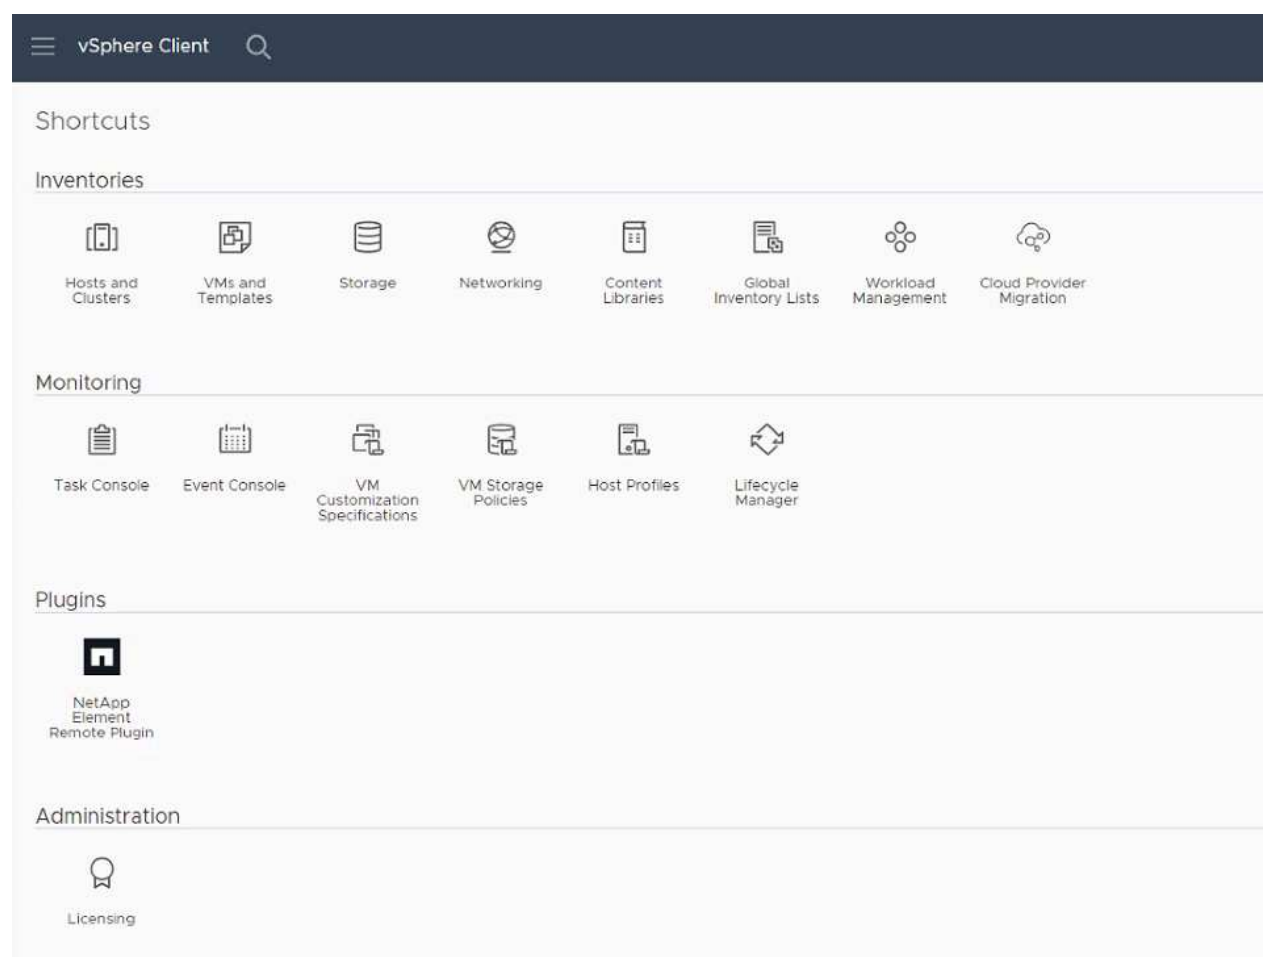 vSphere Client
Shortcuts
Inventories
Hosts and
Clusters
VMs and
Templates
Storage
Networking
Content
Libraries
Global
Inventory Lists
Workload
Management
Cloud Provider
Migration
Monitoring
Task Console
Event Console
VM
Customization
Specifications
VM Storage
Policies
Host Profiles
Lifecycle
Manager
Plugins
NetApp
Element
Remote Plugin
Administration
Licensing